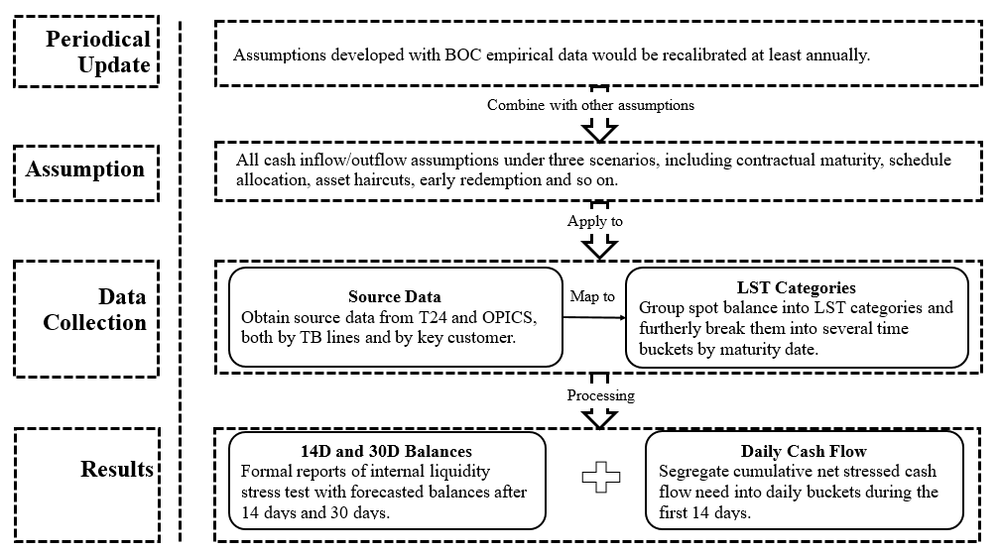 Periodical
Update
Assumptions developed with BOC empirical data would be recalibrated at least annually.
Combine with other assumptions
Assumption
All cash inflow/outflow assumptions under three scenarios, including contractual maturity, schedule
allocation, asset haircuts, early redemption and so on.
Apply to
Data
Collection
Source Data
Obtain source data from T24 and OPICS,
both by TB lines and by key customer.
Map to
LST Categories
Group spot balance into LST categories and
furtherly break them into several time
buckets by maturity date.
Processing
Results
14D and 30D Balances
Formal reports of internal liquidity
stress test with forecasted balances after
14 days and 30 days.
Daily Cash Flow
Segregate cumulative net stressed cash
flow need into daily buckets during the
first 14 days.